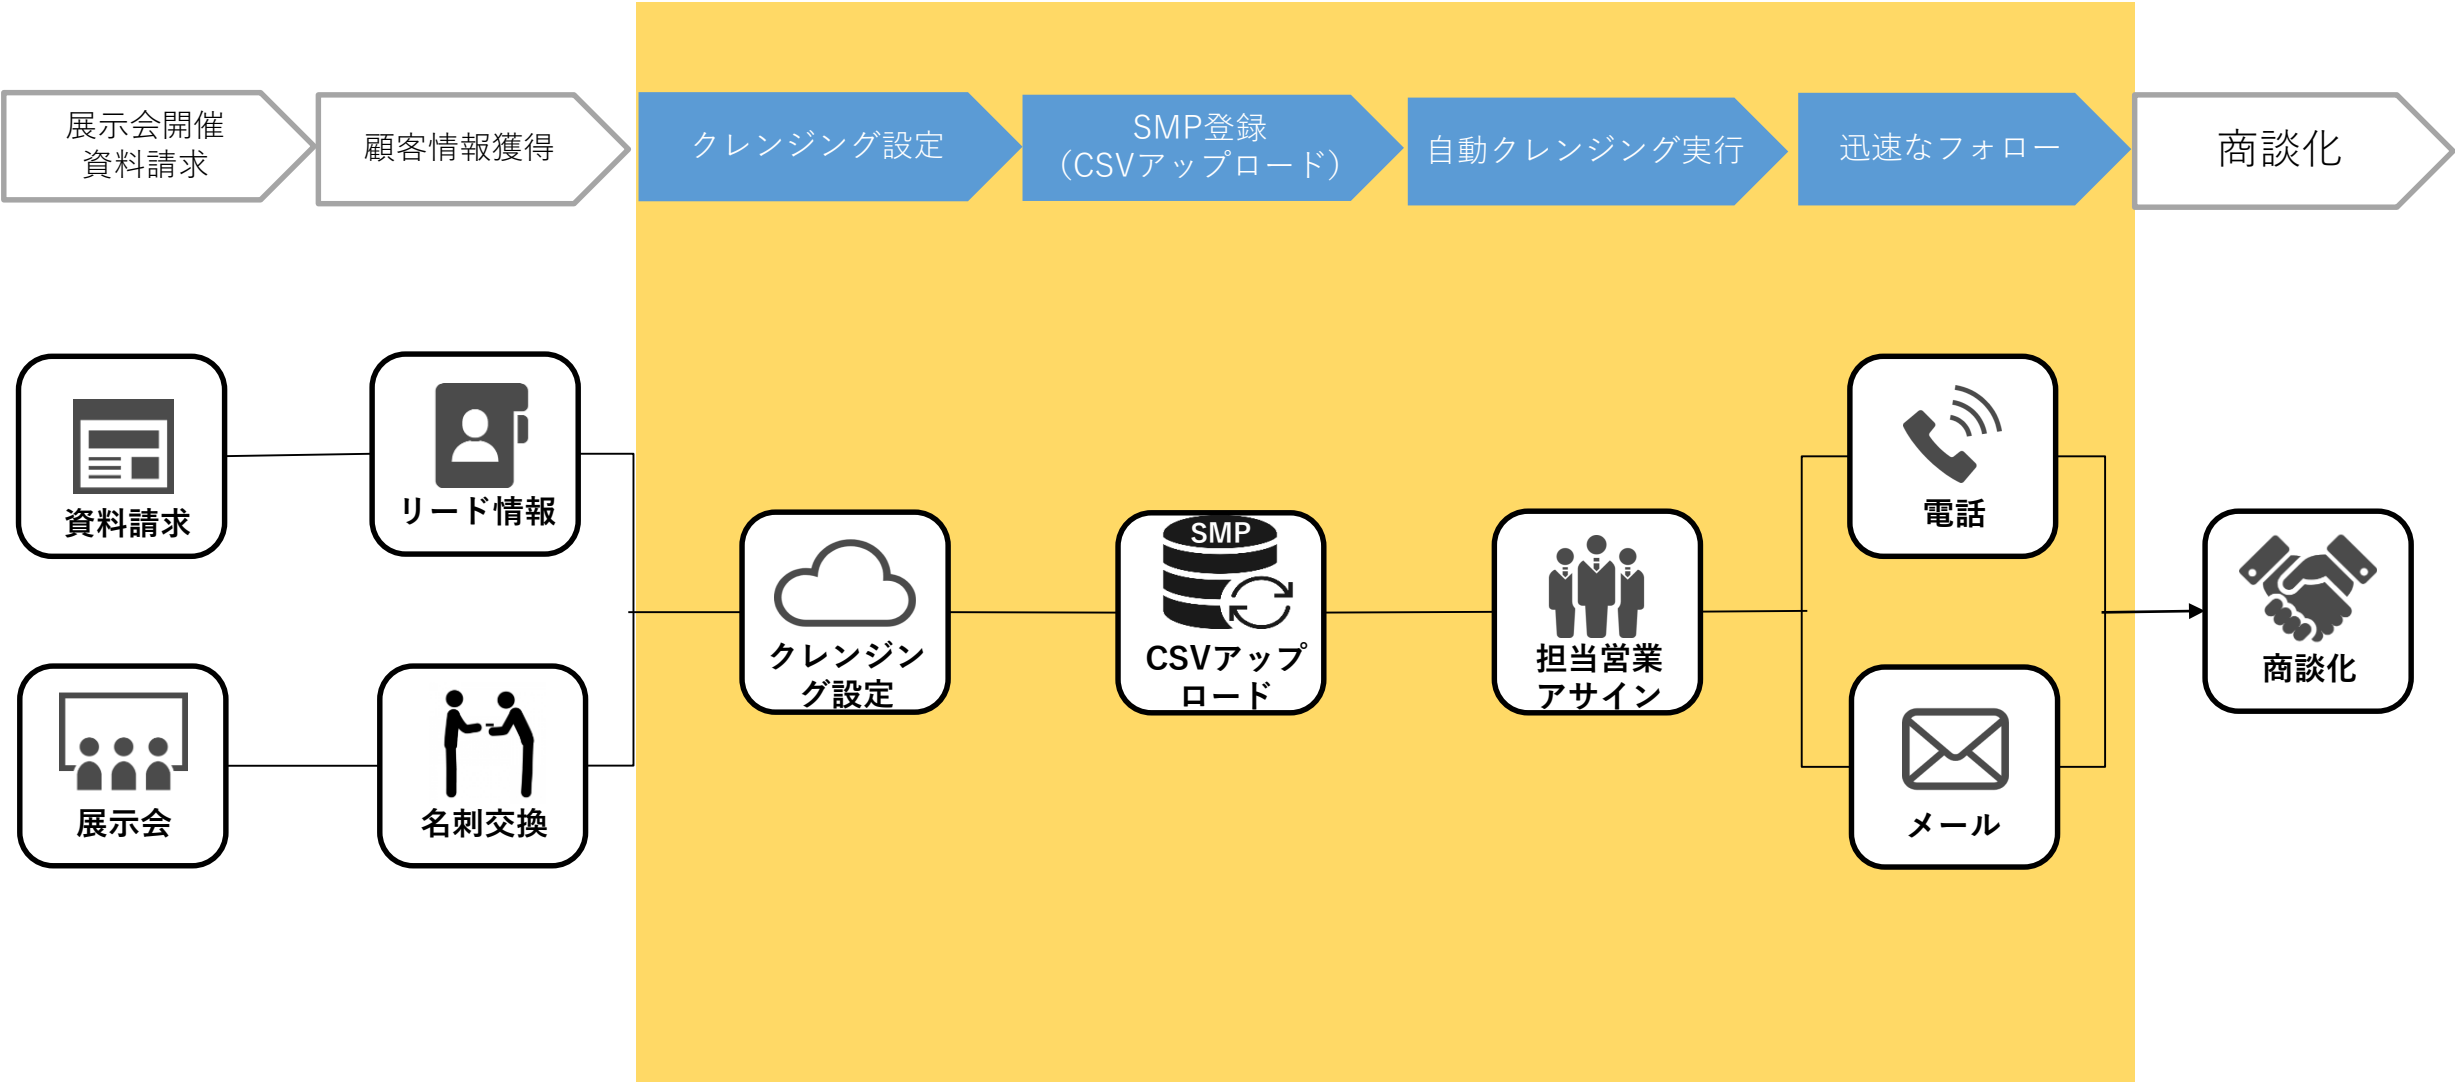 展示会開催
資料請求
顧客情報獲得
クレンジング設定
SMP登録
（CSVアップロード）
自動クレンジング実行
迅速なフォロー
商談化
資料請求
リード情報
展示会
名刺交換
クレンジン
グ設定
SMP
CSVアップ
ロード
担当営業
アサイン
電話
メール
商談化